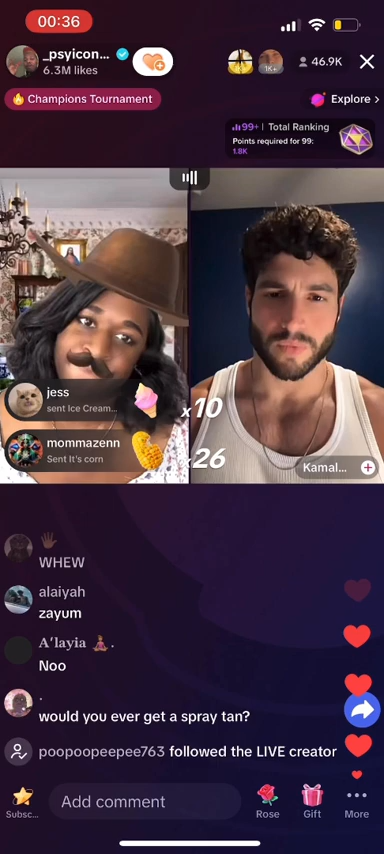 00:36
_psyicon...
6.3M likes
1K+
46.9K
Champions Tournament
Explore >
99+ | Total Ranking
Points required for 99:
1.8K
jess
sent Ice Cream...
x10
mommazenn
Sent It's corn
x26
Kamal...
WHEW
alaiyah
zayum
A'layia 🧘🏽‍♀️.
Noo
.
would you ever get a spray tan?
poopoopeepee763 followed the LIVE creator
Subsc...
Add comment
Rose
Gift
More